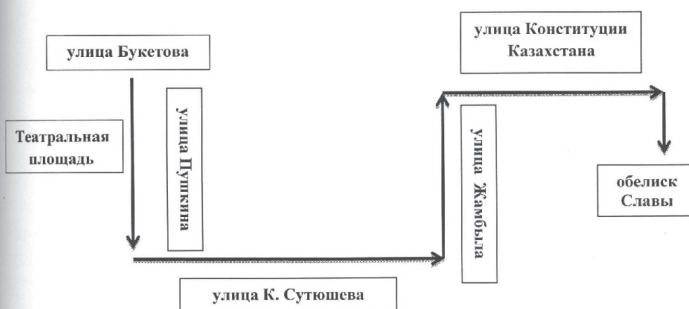 улица Букетова
Театральная
площадь
улица Пушкина
улица К. Сутюшева
улица Жамбыла
улица Конституции
Казахстана
обелиск
Славы